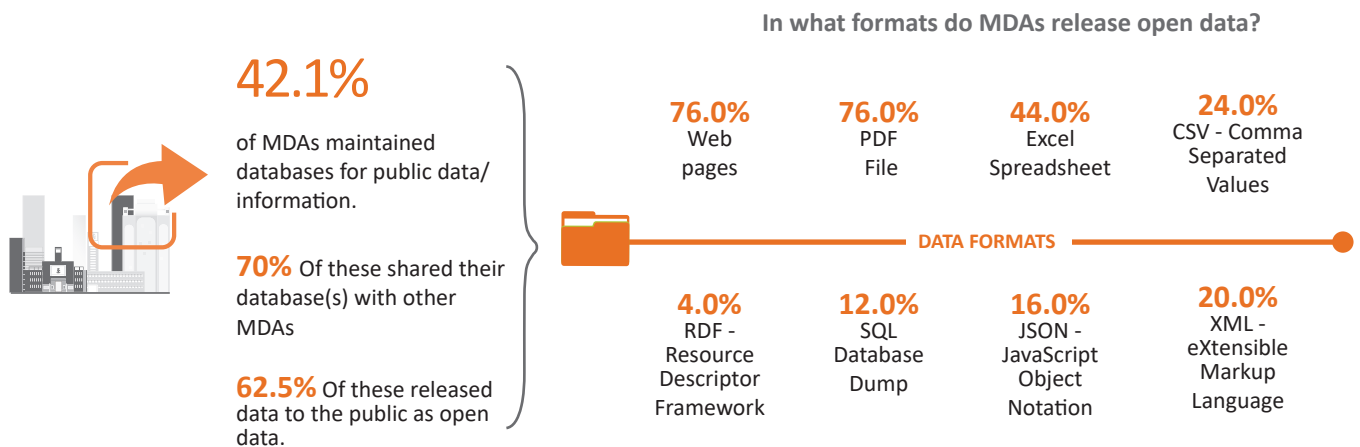 In what formats do MDAs release open data?
42.1%
of MDAs maintained
databases for public data/
information.
70% Of these shared their
database(s) with other
MDAs
62.5% Of these released
data to the public as open
data.
76.0%
Web
pages
76.0%
PDF
File
44.0%
Excel
Spreadsheet
24.0%
CSV - Comma
Separated
Values
DATA FORMATS
4.0%
RDF -
Resource
Descriptor
Framework
12.0%
SQL
Database
Dump
16.0%
JSON -
JavaScript
Object
Notation
20.0%
XML -
eXtensible
Markup
Language